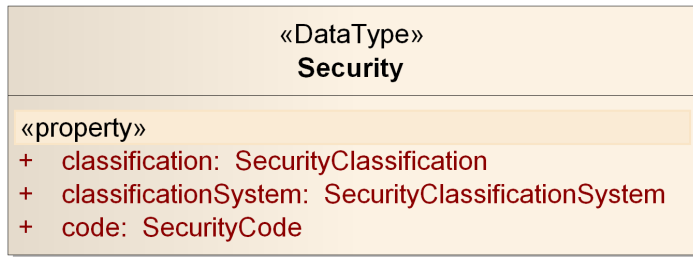 «DataType»
Security
«property»
+ classification: SecurityClassification
+ classificationSystem: SecurityClassificationSystem
+ code: SecurityCode